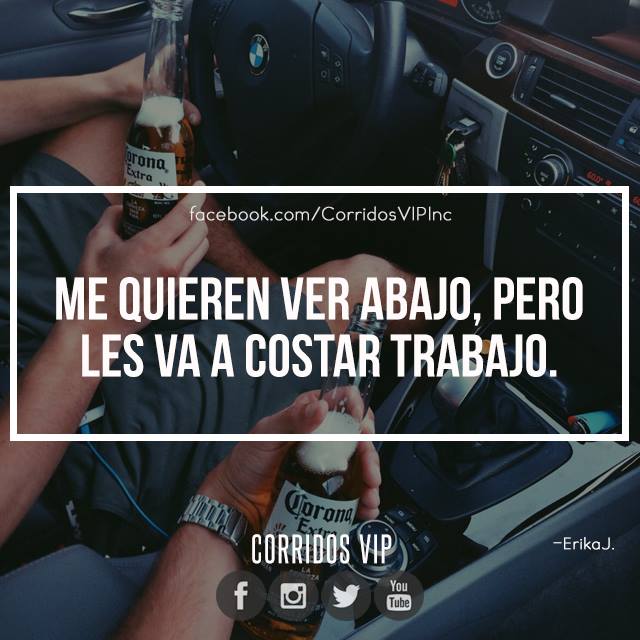 Corona
Extra
facebook.com/CorridosVIPInc
ME QUIEREN VER ABAJO, PERO
LES VA A COSTAR TRABAJO.
Corona
Extra
LA
CORRIDOS VIP
-ErikaJ.
You
Tube